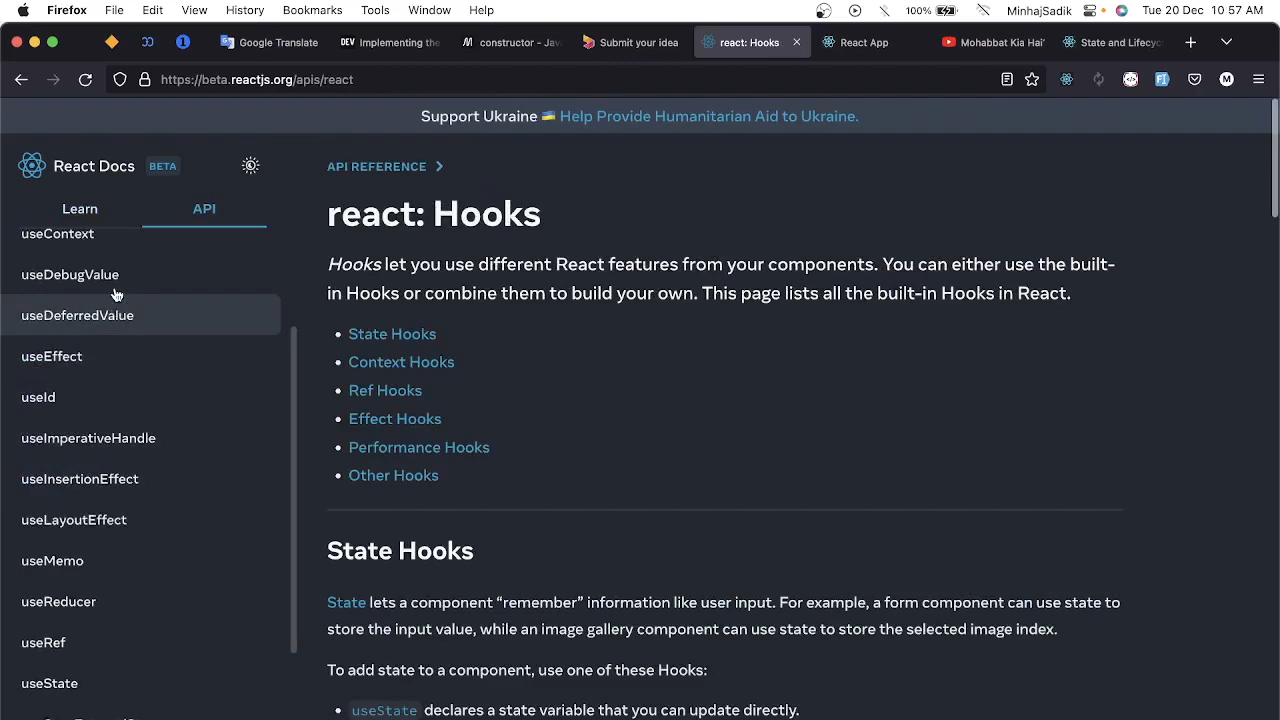 Firefox File Edit View History Bookmarks Tools Window Help 100% MinhajSadik Tue 20 Dec 10:57 AM
Google Translate DEV Implementing the constructor - Jav Submit your idea react: Hooks React App Mohabbat Kia Hai' State and Lifecyc
https://beta.reactjs.org/apis/react M
Support Ukraine 🇺🇦 Help Provide Humanitarian Aid to Ukraine.
React Docs BETA
Learn API
useContext
useDebugValue
useDeferredValue
useEffect
useId
useImperativeHandle
useInsertionEffect
useLayoutEffect
useMemo
useReducer
useRef
useState
API REFERENCE
react: Hooks
Hooks let you use different React features from your components. You can either use the built-
in Hooks or combine them to build your own. This page lists all the built-in Hooks in React.
• State Hooks
• Context Hooks
• Ref Hooks
• Effect Hooks
• Performance Hooks
• Other Hooks
State Hooks
State lets a component “remember” information like user input. For example, a form component can use state to
store the input value, while an image gallery component can use state to store the selected image index.
To add state to a component, use one of these Hooks:
• useState declares a state variable that you can update directly.